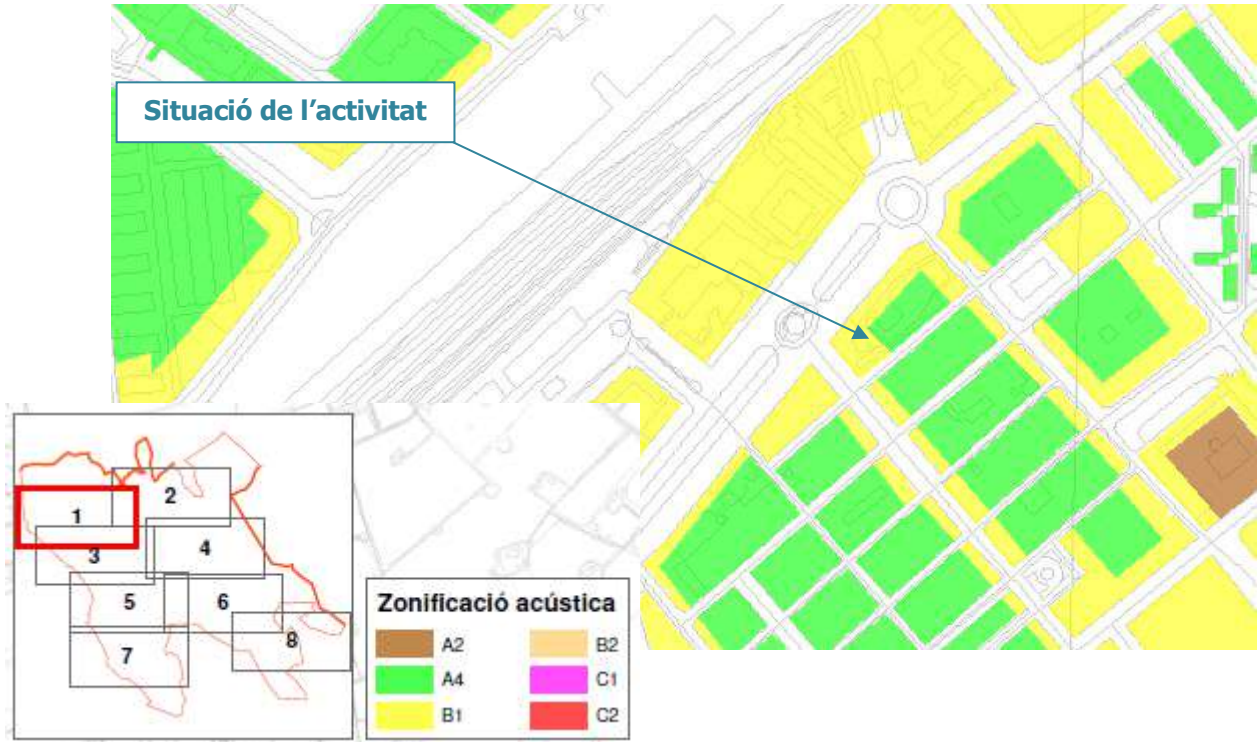 Situació de l'activitat
1
2
3
4
5
6
7
8
Zonificació acústica
A2
B2
A4
C1
B1
C2